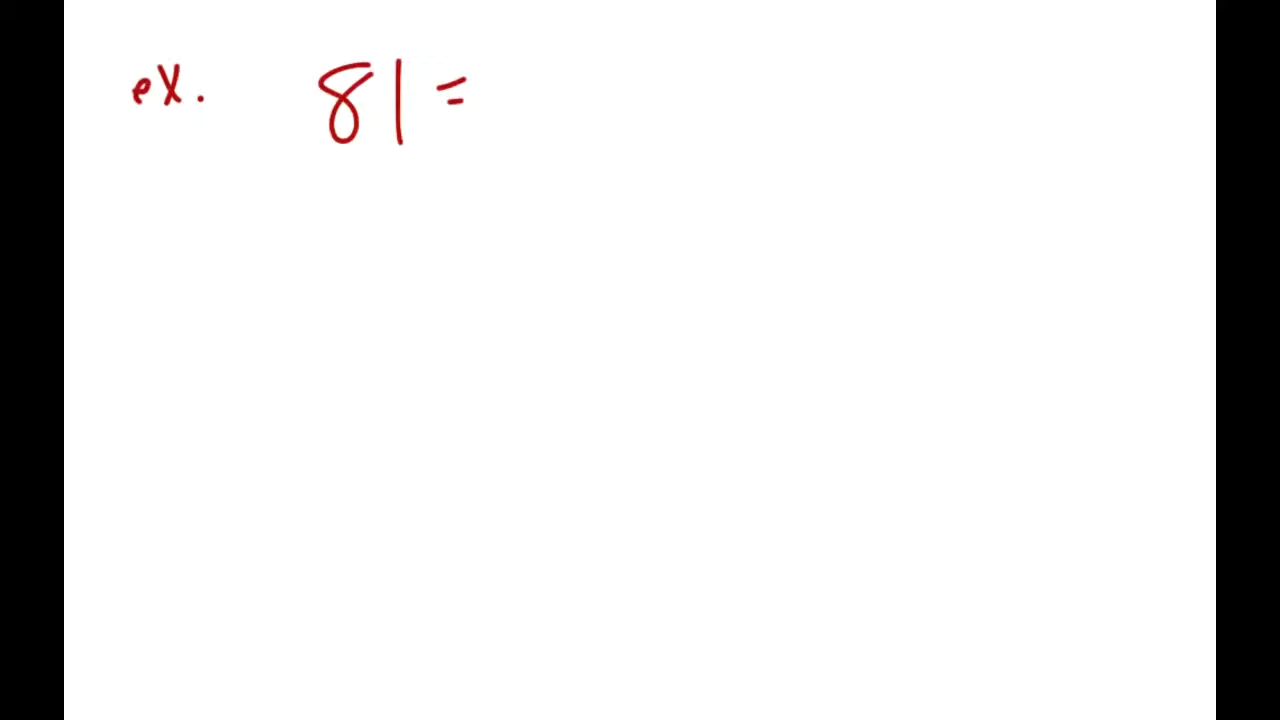 ex. 81 =